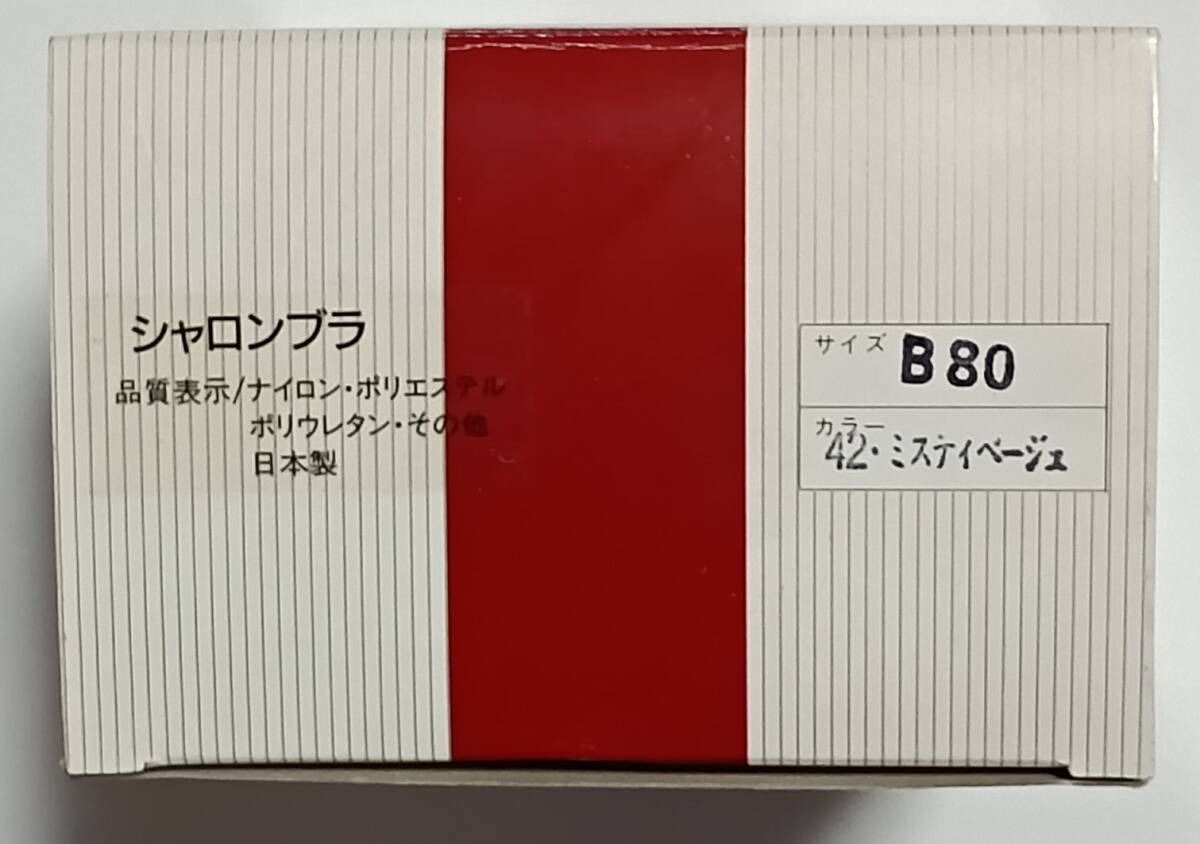 シャロンブラ
品質表示/ナイロン・ポリエステル
ポリウレタン・その他
日本製
サイズ B80
カラー
42・ミスティベージュ